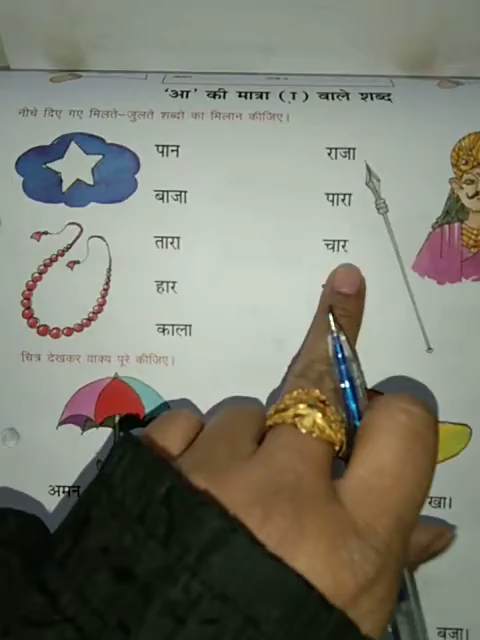 'आ' की मात्रा (ा) वाले शब्द
नीचे दिए गए मिलते-जुलते शब्दों का मिलान कीजिए।
पान राजा
बाजा पारा
तारा चार
हार
काला
चित्र देखकर वाक्य पूरे कीजिए।
अमन खा।
बजा।